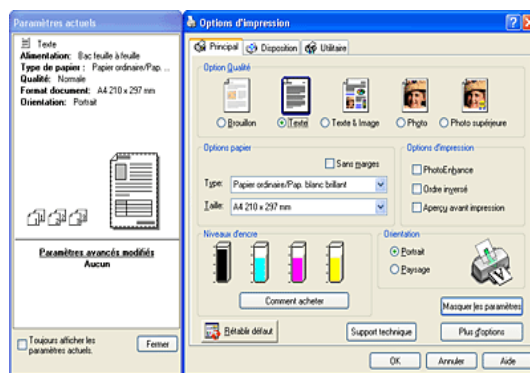 Paramètres actuels
Texte
Alimentation: Bac feuille à feuille
Type de papier : Papier ordinaire/Pap. ...
Qualité: Normale
Format document: A4 210 x 297 mm
Orientation: Portrait
Paramètres avancés modifiés
Aucun
Toujours afficher les
paramètres actuels.
Fermer
Options d'impression
Principal
Disposition
Utilitaire
Option Qualité
Brouillon
Texte
Texte & Image
Photo
Photo supérieure
Options papier
Sans marges
Type:
Papier ordinaire/Pap. blanc brillant
Taille:
A4 210 x 297 mm
Options d'impression
PhotoEnhance
Ordre inversé
Aperçu avant impression
Niveaux d'encre
Comment acheter
Orientation
Portrait
Paysage
Masquer les paramètres
Rétablir défaut
Support technique
Plus d'options
OK
Annuler
Aide